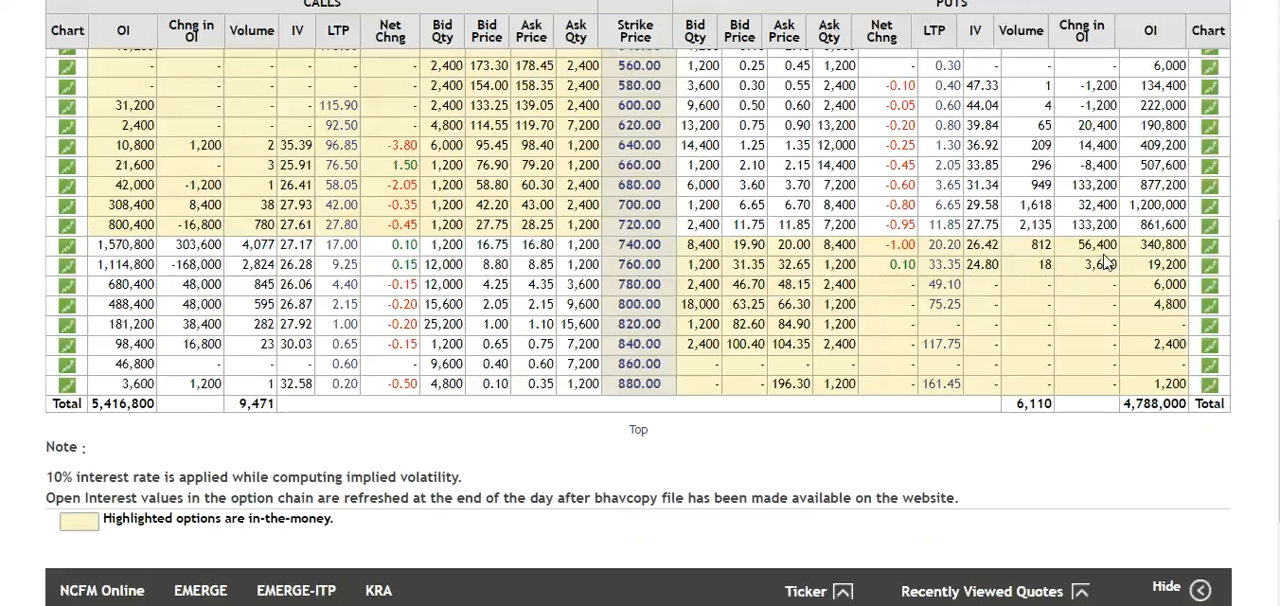 CALLS PUTS
Chart OI Chng in OI Volume IV LTP Net Chng Bid Qty Bid Price Ask Price Ask Qty Strike Price Bid Qty Bid Price Ask Price Ask Qty Net Chng LTP IV Volume Chng in OI OI Chart
- - - - - 2,400 173.30 178.45 2,400 560.00 1,200 0.25 0.45 1,200 - 0.30 - - - 6,000
- - - - - - 2,400 154.00 158.35 2,400 580.00 3,600 0.30 0.55 2,400 -0.10 0.40 47.33 1 -1,200 134,400
31,200 - - - 115.90 - 2,400 133.25 139.05 2,400 600.00 9,600 0.50 0.60 2,400 -0.05 0.60 44.04 4 -1,200 222,000
2,400 - - - 92.50 - 4,800 114.55 119.70 7,200 620.00 13,200 0.75 0.90 13,200 -0.20 0.80 39.84 65 20,400 190,800
10,800 1,200 2 35.39 96.85 -3.80 6,000 95.45 98.40 1,200 640.00 14,400 1.25 1.35 12,000 -0.25 1.30 36.92 209 14,400 409,200
21,600 - 3 25.91 76.50 1.50 1,200 76.90 79.20 1,200 660.00 1,200 2.10 2.15 14,400 -0.45 2.05 33.85 296 -8,400 507,600
42,000 -1,200 1 26.41 58.05 -2.05 1,200 58.80 60.30 2,400 680.00 6,000 3.60 3.70 7,200 -0.60 3.65 31.34 949 133,200 877,200
308,400 8,400 38 27.93 42.00 -0.35 1,200 42.20 43.00 2,400 700.00 1,200 6.65 6.70 8,400 -0.80 6.65 29.58 1,618 32,400 1,200,000
800,400 -16,800 780 27.61 27.80 -0.45 1,200 27.75 28.25 1,200 720.00 2,400 11.75 11.85 7,200 -0.95 11.85 27.75 2,135 133,200 861,600
1,570,800 303,600 4,077 27.17 17.00 0.10 1,200 16.75 16.80 1,200 740.00 8,400 19.90 20.00 8,400 -1.00 20.20 26.42 812 56,400 340,800
1,114,800 -168,000 2,824 26.28 9.25 0.15 12,000 8.80 8.85 1,200 760.00 1,200 31.35 32.65 1,200 0.10 33.35 24.80 18 19,200
680,400 48,000 845 26.06 4.40 -0.15 12,000 4.25 4.35 3,600 780.00 2,400 46.70 48.15 2,400 - 49.10 - - - 6,000
488,400 48,000 595 26.87 2.15 -0.20 15,600 2.05 2.15 9,600 800.00 18,000 63.25 66.30 1,200 - 75.25 - - - 4,800
181,200 38,400 282 27.92 1.00 -0.20 25,200 1.00 1.10 15,600 820.00 1,200 82.60 84.90 1,200 - - - - - -
98,400 16,800 23 30.03 0.65 -0.15 1,200 0.65 0.75 7,200 840.00 2,400 100.40 104.35 2,400 - 117.75 - - - 2,400
46,800 - - - 0.60 - 9,600 0.40 0.60 7,200 860.00 - - - - - - - - - -
3,600 1,200 1 32.58 0.20 -0.50 4,800 0.10 0.35 1,200 880.00 - - 196.30 1,200 - 161.45 - - - 1,200
Total 5,416,800 9,471 6,110 4,788,000 Total
Top
Note :
10% interest rate is applied while computing implied volatility.
Open Interest values in the option chain are refreshed at the end of the day after bhavcopy file has been made available on the website.
Highlighted options are in-the-money.
NCFM Online EMERGE EMERGE-ITP KRA Ticker Recently Viewed Quotes Hide